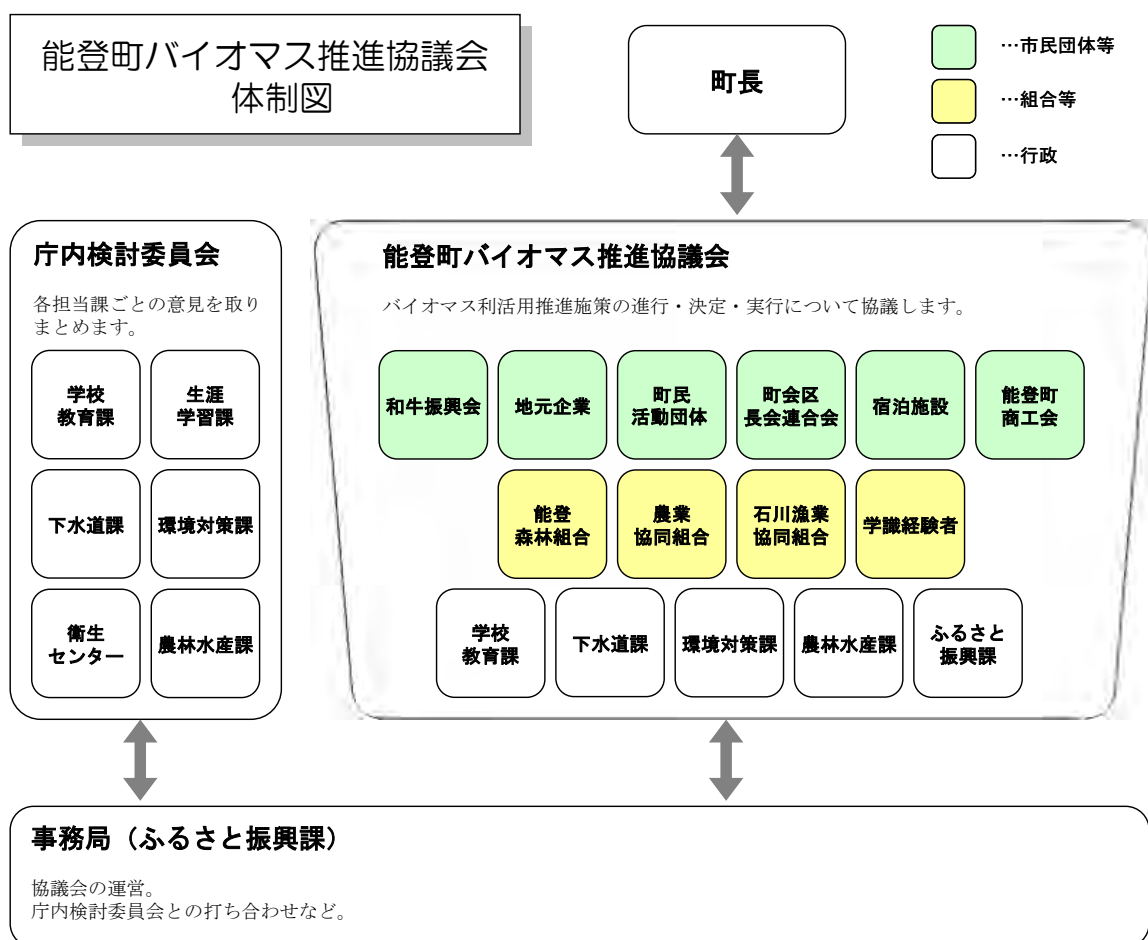 能登町バイオマス推進協議会
体制図
町長
…市民団体等
…組合等
…行政
庁内検討委員会
各担当課ごとの意見を取り
まとめます。
学校
教育課
生涯
学習課
下水道課
環境対策課
衛生
センター
農林水産課
能登町バイオマス推進協議会
バイオマス利活用推進施策の進行・決定・実行について協議します。
和牛振興会
地元企業
町民
活動団体
町会区
長会連合会
宿泊施設
能登町
商工会
能登
森林組合
農業
協同組合
石川漁業
協同組合
学識経験者
学校
教育課
下水道課
環境対策課
農林水産課
ふるさと
振興課
事務局（ふるさと振興課）
協議会の運営。
庁内検討委員会との打ち合わせなど。